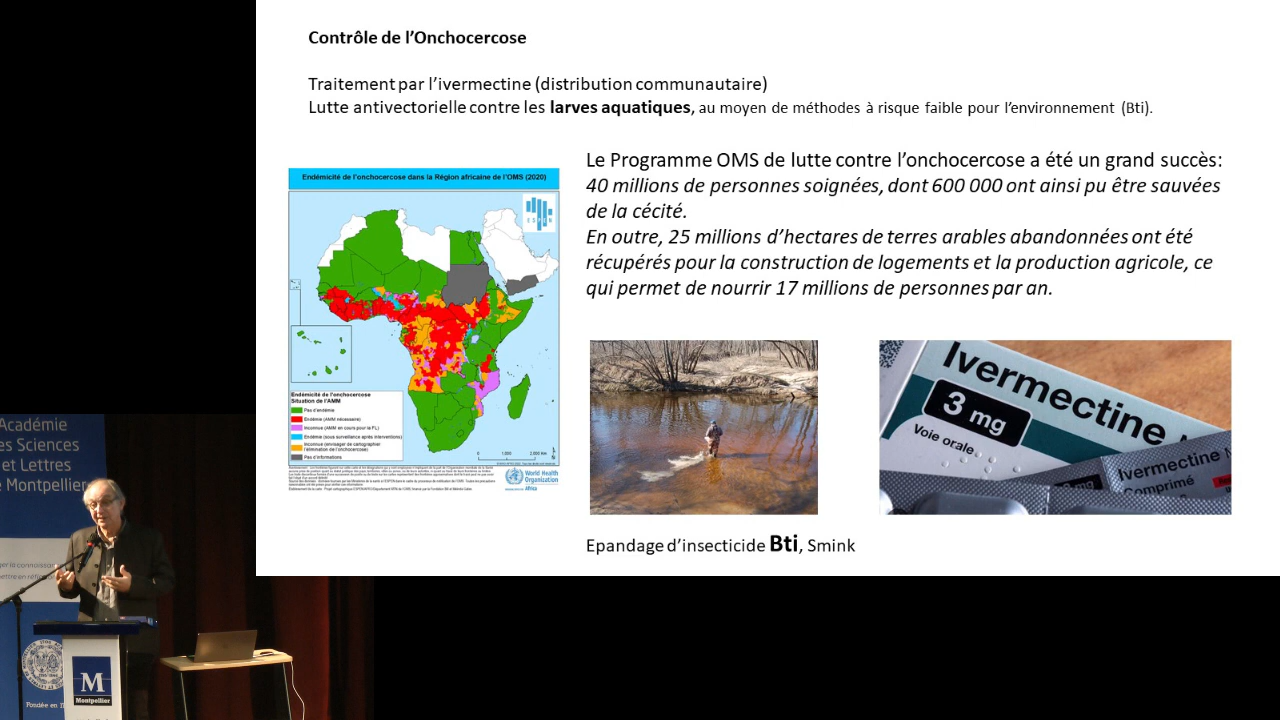 Contrôle de l'Onchocercose
Traitement par l'ivermectine (distribution communautaire)
Lutte antivectorielle contre les larves aquatiques, au moyen de méthodes à risque faible pour l'environnement (Bti).
Endémicité de l'onchocercose dans la Région africaine de l'OMS (2020)
ESPEN
Endémicité de l'onchocercose
Situation de l'AMM
Pas d'endémie
Endémie (AMM nécessaire)
Inconnue (AMM en cours pour la FL)
Endémie (sous surveillance après interventions)
Inconnue (envisager de cartographier
l'élimination de l'onchocercose)
Pas d'informations
World Health
Organization
Le Programme OMS de lutte contre l'onchocercose a été un grand succès:
40 millions de personnes soignées, dont 600 000 ont ainsi pu être sauvées
de la cécité.
En outre, 25 millions d'hectares de terres arables abandonnées ont été
récupérés pour la construction de logements et la production agricole, ce
qui permet de nourrir 17 millions de personnes par an.
Ivermectine
3 mg
Voie orale
Ivermectine
Comprimé
mg
Epandage d'insecticide Bti, Smink
Académie
es Sciences
et Lettres
e Montpellier
M
Montpellier
Fondée en